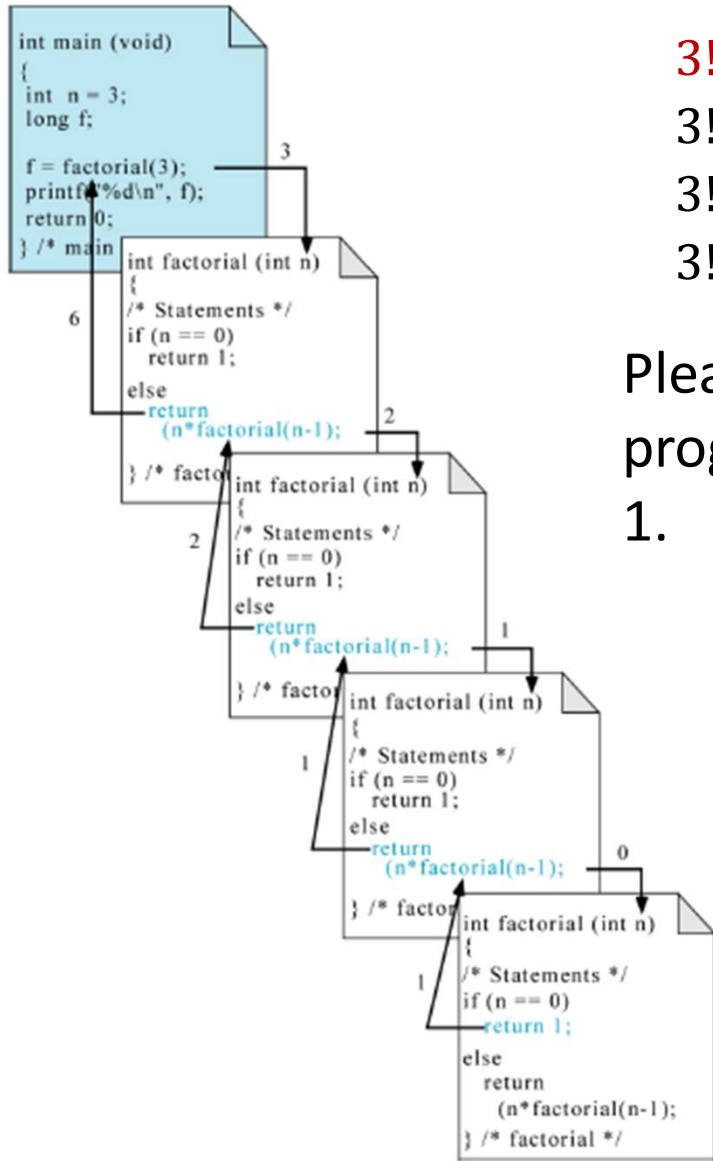 int main (void)
{
int n = 3;
long f;
f = factorial(3);
printf("%d\n", f);
return 0;
} /* main
3
6
int factorial (int n)
{
/* Statements */
if (n == 0)
return 1;
else
return
(n*factorial(n-1);
} /* facto
2
2
int factorial (int n)
{
/* Statements */
if (n == 0)
return 1;
else
return
(n*factorial(n-1);
} /* factor
1
1
int factorial (int n)
{
/* Statements */
if (n == 0)
return 1;
else
return
(n*factorial(n-1);
} /* factor
0
1
int factorial (int n)
{
/* Statements */
if (n == 0)
return 1;
else
return
(n*factorial(n-1);
} /* factorial */
3!
3!
3!
3!
Plea
prog
1.